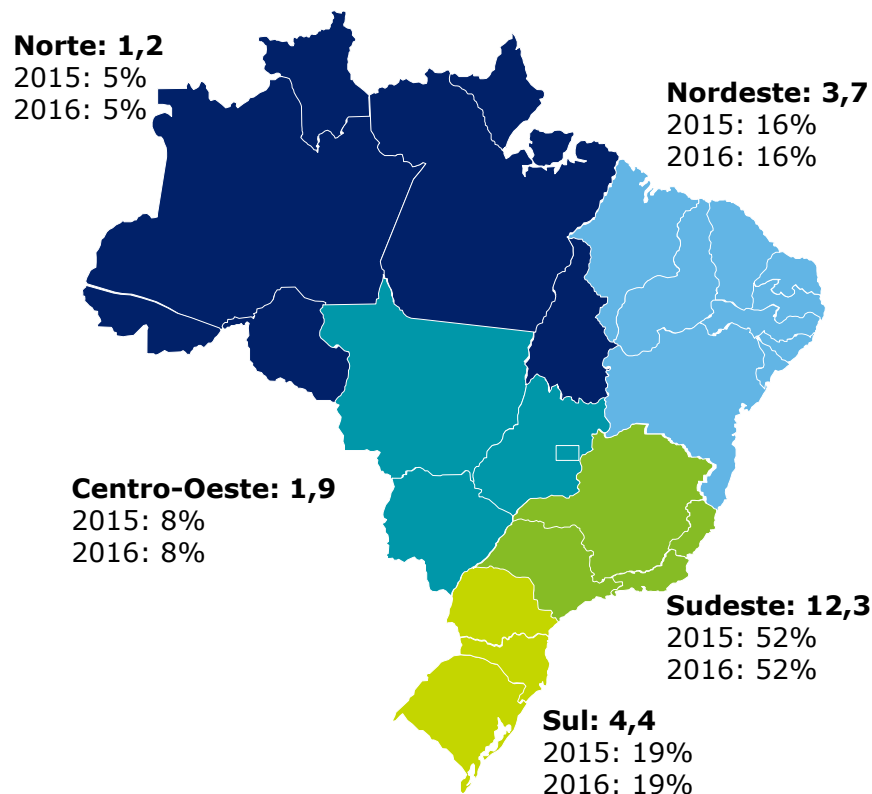 Norte: 1,2
2015: 5%
2016: 5%
Nordeste: 3,7
2015: 16%
2016: 16%
Centro-Oeste: 1,9
2015: 8%
2016: 8%
Sudeste: 12,3
2015: 52%
2016: 52%
Sul: 4,4
2015: 19%
2016: 19%